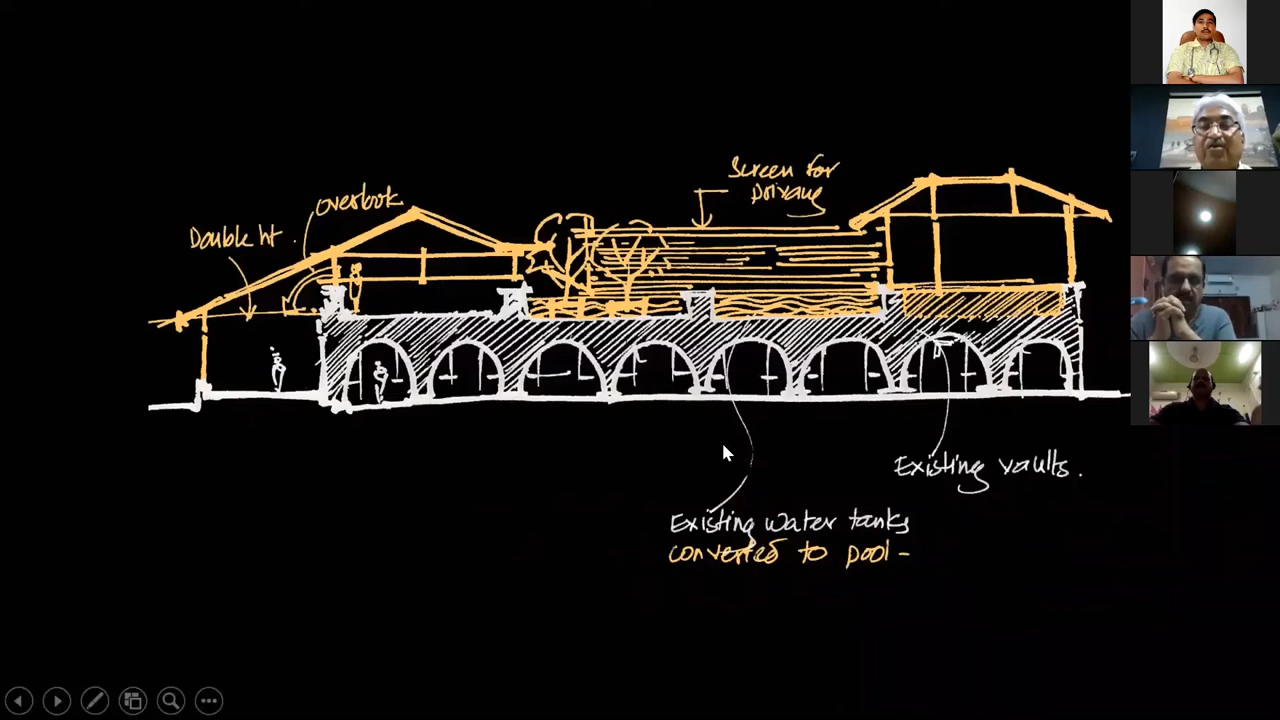 Screen for
privacy
overlook
Double ht.
Existing vaults.
Existing water tanks
converted to pool -